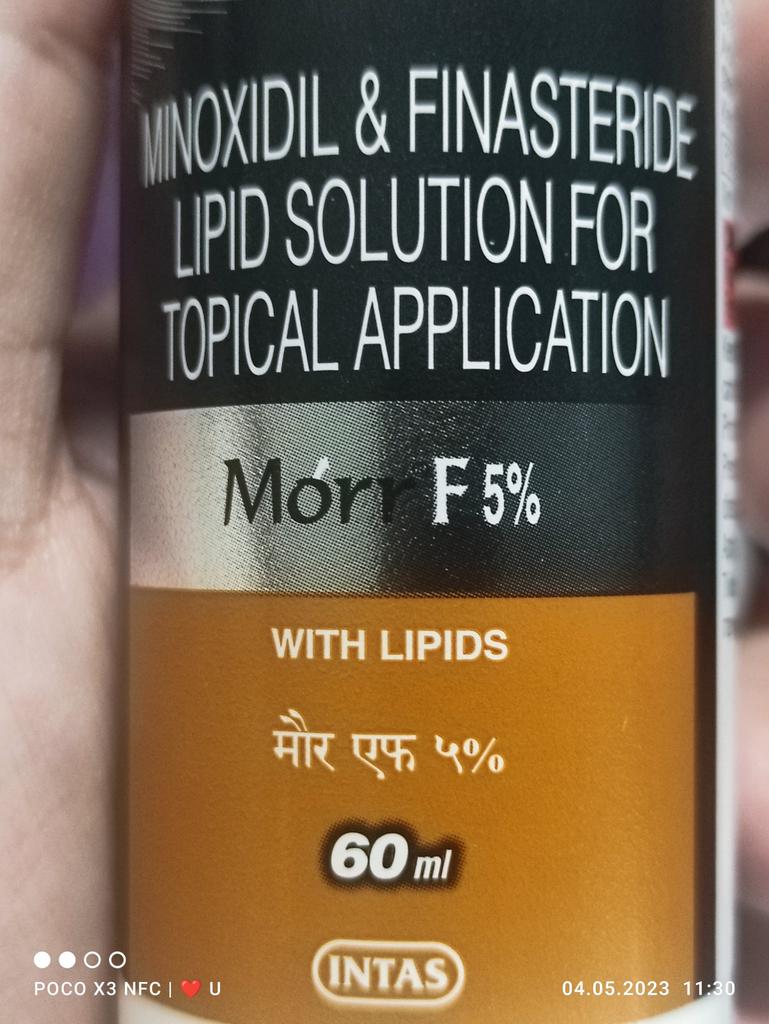 MINOXIDIL & FINASTERIDE
LIPID SOLUTION FOR
TOPICAL APPLICATION
Mórr F 5%
WITH LIPIDS
मौर एफ ५%
60 ml
INTAS
POCO X3 NFC | ❤️ U
04.05.2023 11:30